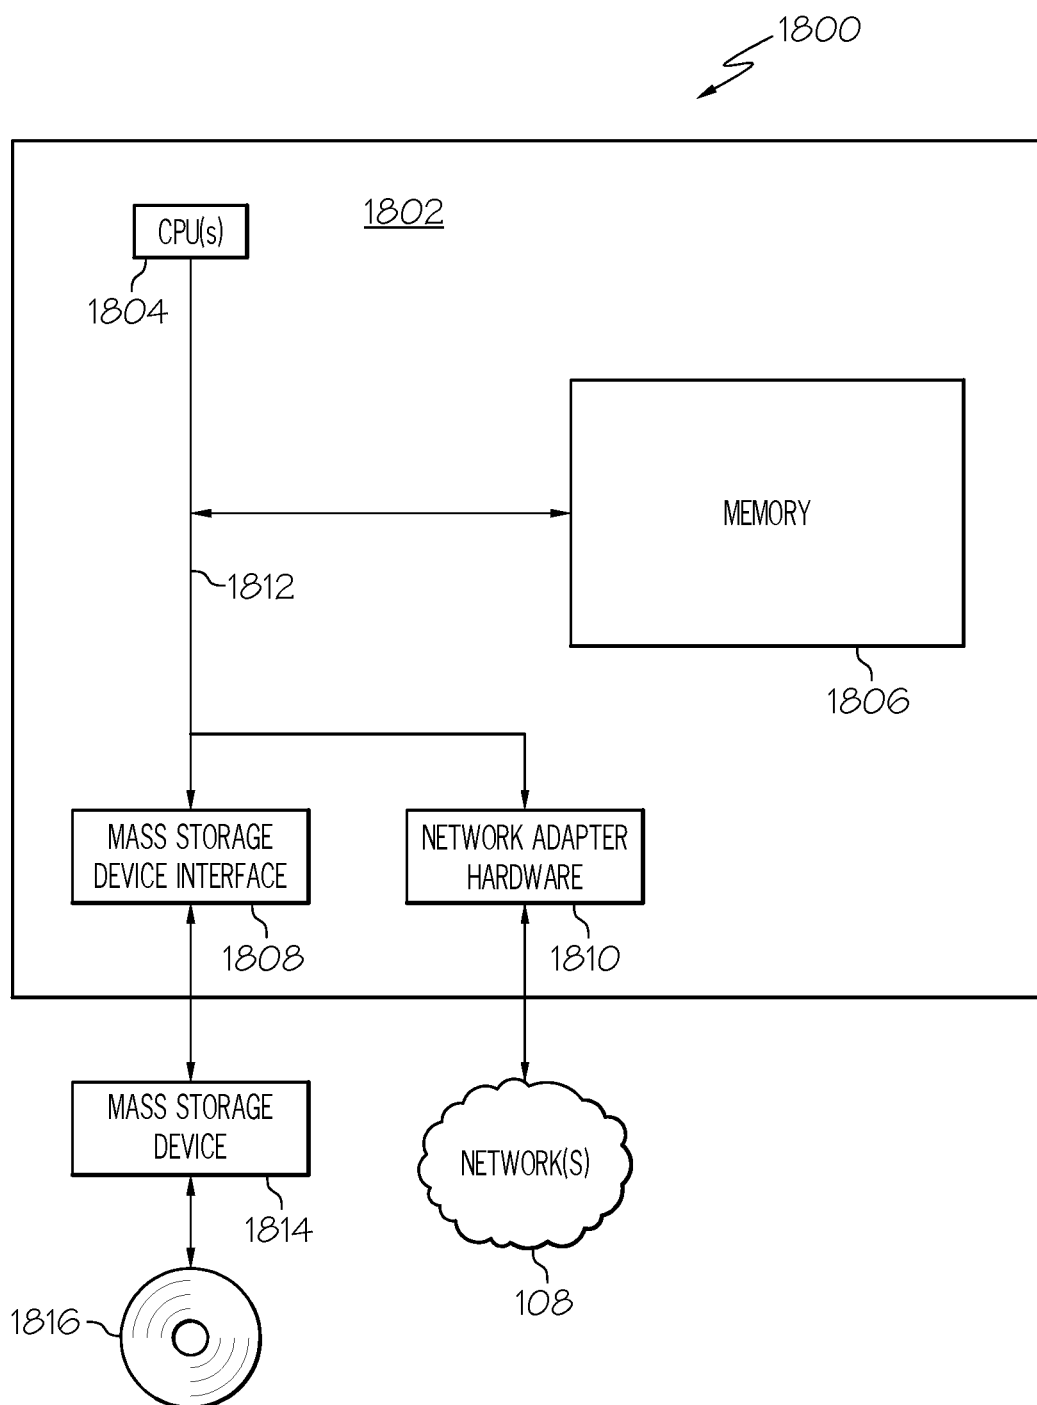 1800
1802
CPU(s)
1804
MEMORY
1812
1806
MASS STORAGE
DEVICE INTERFACE
NETWORK ADAPTER
HARDWARE
1808
1810
MASS STORAGE
DEVICE
NETWORK(S)
1814
108
1816